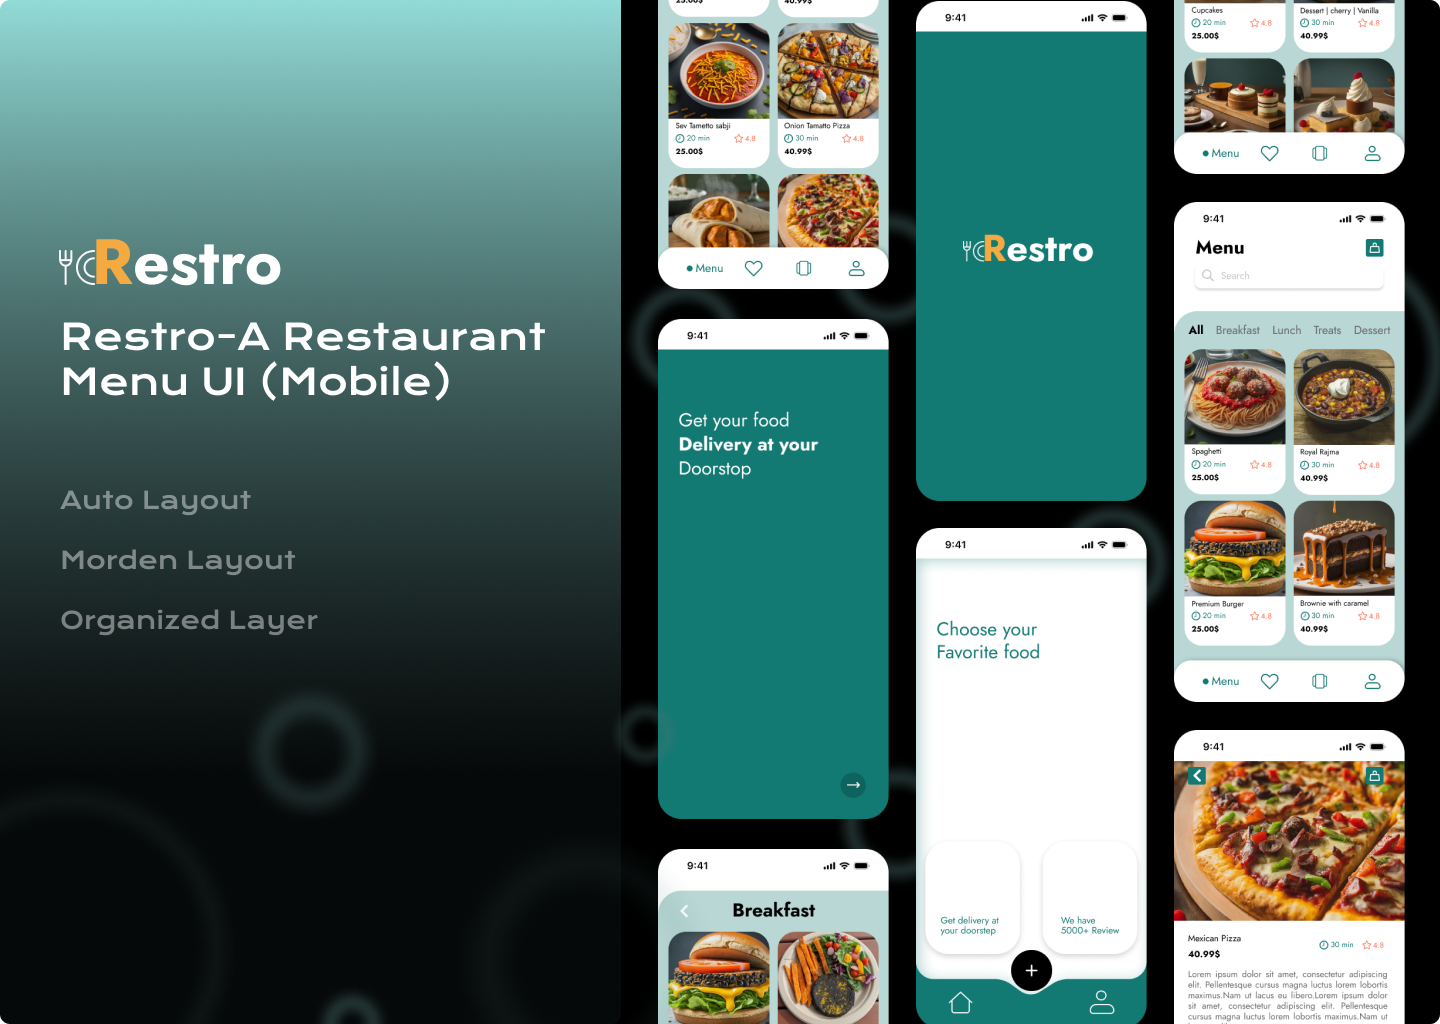 Restro
Restro-A Restaurant
Menu UI (Mobile)
Auto Layout
Morden Layout
Organized Layer
25.00$
40.99$
Sev Tametto sabji
20 min
4.8
25.00$
Onion Tamatto Pizza
30 min
4.8
40.99$
Menu
9:41
Get your food
Delivery at your
Doorstop
9:41
Breakfast
9:41
Restro
9:41
Choose your
Favorite food
Get delivery at
your doorstep
We have
5000+ Review
Cupcakes
20 min
4.8
25.00$
Dessert | cherry | Vanilla
30 min
4.8
40.99$
Menu
9:41
Menu
Search
All Breakfast Lunch Treats Dessert
Spaghetti
20 min
4.8
25.00$
Royal Rajma
30 min
4.8
40.99$
Premium Burger
20 min
4.8
25.00$
Brownie with caramel
30 min
4.8
40.99$
Menu
9:41
Mexican Pizza
30 min
4.8
40.99$
Lorem ipsum dolor sit amet, consectetur adipiscing
elit. Pellentesque cursus magna luctus lorem lobortis
maximus.Nam ut lacus eu libero.Lorem ipsum dolor
sit amet, consectetur adipiscing elit. Pellentesque
cursus magna luctus lorem lobortis maximus.Nam ut